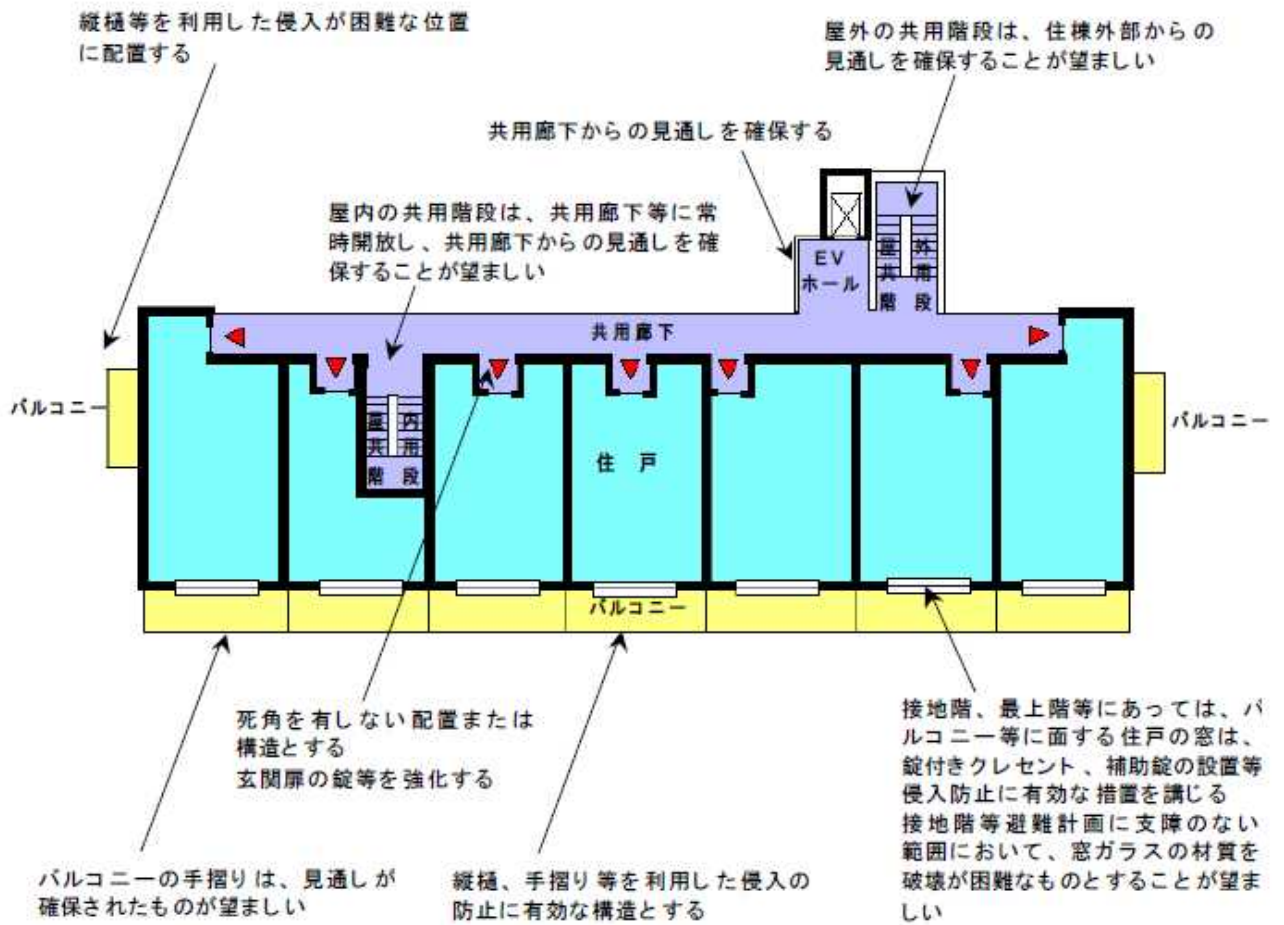 縦樋等を利用した侵入が困難な位置
に配置する
屋外の共用階段は、住棟外部からの
見通しを確保することが望ましい
共用廊下からの見通しを確保する
屋内の共用階段は、共用廊下等に常
時開放し、共用廊下からの見通しを確
保することが望ましい
EV
ホール
屋外
共用
階段
共用廊下
バルコニー
屋内
共用
階段
住戸
バルコニー
バルコニー
死角を有しない配置または
構造とする
玄関扉の錠等を強化する
接地階、最上階等にあっては、バ
ルコニー等に面する住戸の窓は、
錠付きクレセント、補助錠の設置等
侵入防止に有効な措置を講じる
接地階等避難計画に支障のない
範囲において、窓ガラスの材質を
破壊が困難なものとすることが望ま
しい
バルコニーの手摺りは、見通しが
確保されたものが望ましい
縦樋、手摺り等を利用した侵入の
防止に有効な構造とする